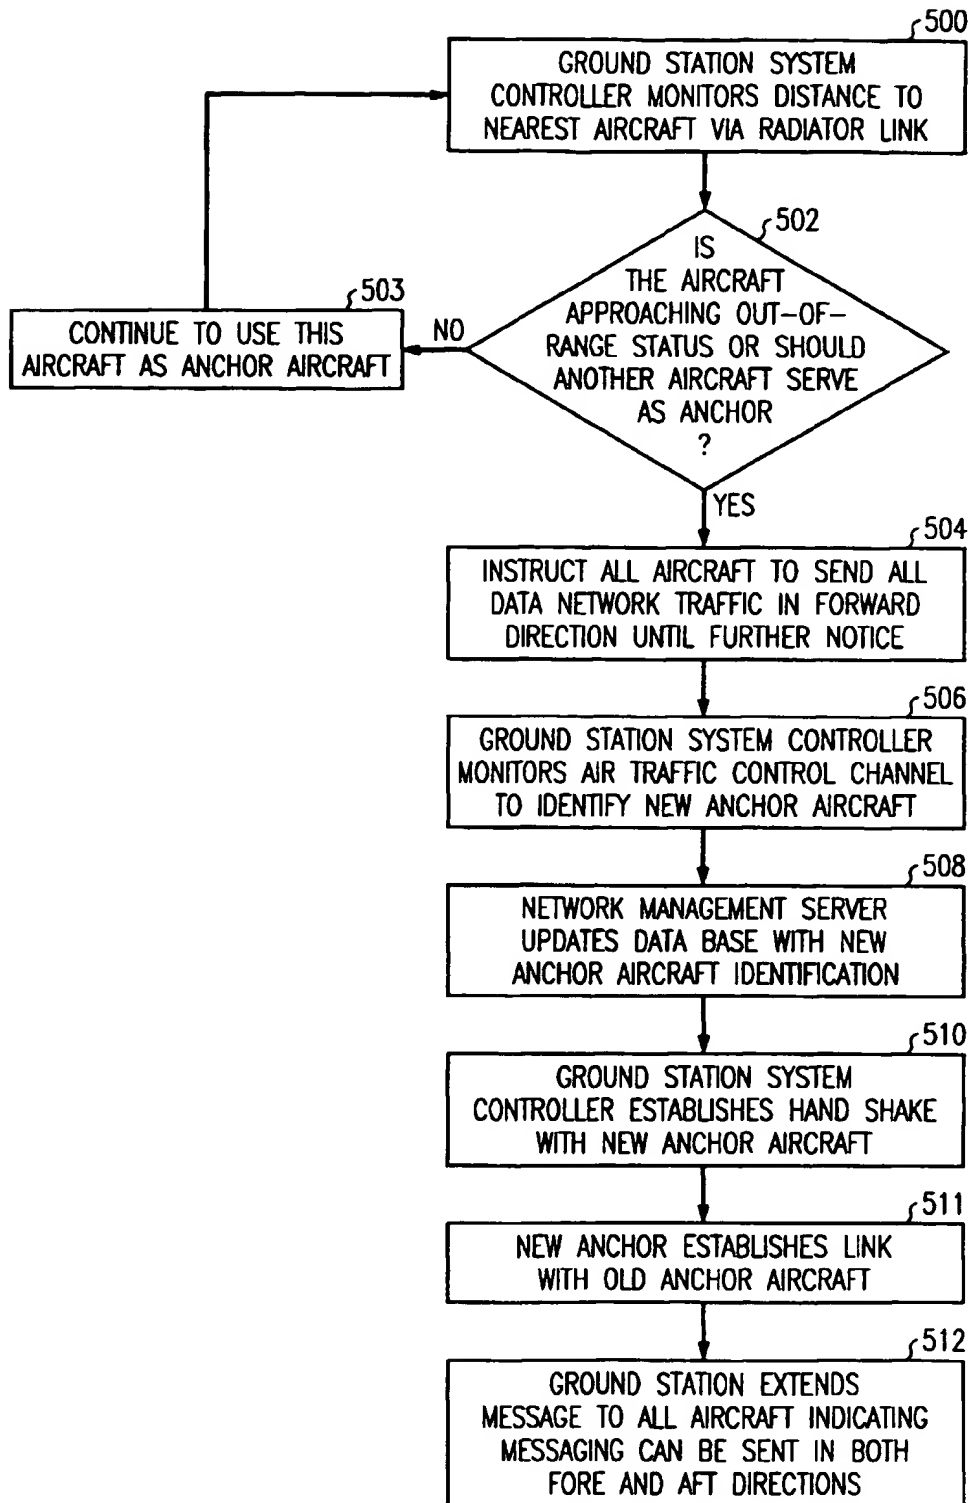 500
GROUND STATION SYSTEM
CONTROLLER MONITORS DISTANCE TO
NEAREST AIRCRAFT VIA RADIATOR LINK
502
IS
THE AIRCRAFT
APPROACHING OUT-OF-
RANGE STATUS OR SHOULD
ANOTHER AIRCRAFT SERVE
AS ANCHOR
?
NO
503
CONTINUE TO USE THIS
AIRCRAFT AS ANCHOR AIRCRAFT
YES
504
INSTRUCT ALL AIRCRAFT TO SEND ALL
DATA NETWORK TRAFFIC IN FORWARD
DIRECTION UNTIL FURTHER NOTICE
506
GROUND STATION SYSTEM CONTROLLER
MONITORS AIR TRAFFIC CONTROL CHANNEL
TO IDENTIFY NEW ANCHOR AIRCRAFT
508
NETWORK MANAGEMENT SERVER
UPDATES DATA BASE WITH NEW
ANCHOR AIRCRAFT IDENTIFICATION
510
GROUND STATION SYSTEM
CONTROLLER ESTABLISHES HAND SHAKE
WITH NEW ANCHOR AIRCRAFT
511
NEW ANCHOR ESTABLISHES LINK
WITH OLD ANCHOR AIRCRAFT
512
GROUND STATION EXTENDS
MESSAGE TO ALL AIRCRAFT INDICATING
MESSAGING CAN BE SENT IN BOTH
FORE AND AFT DIRECTIONS